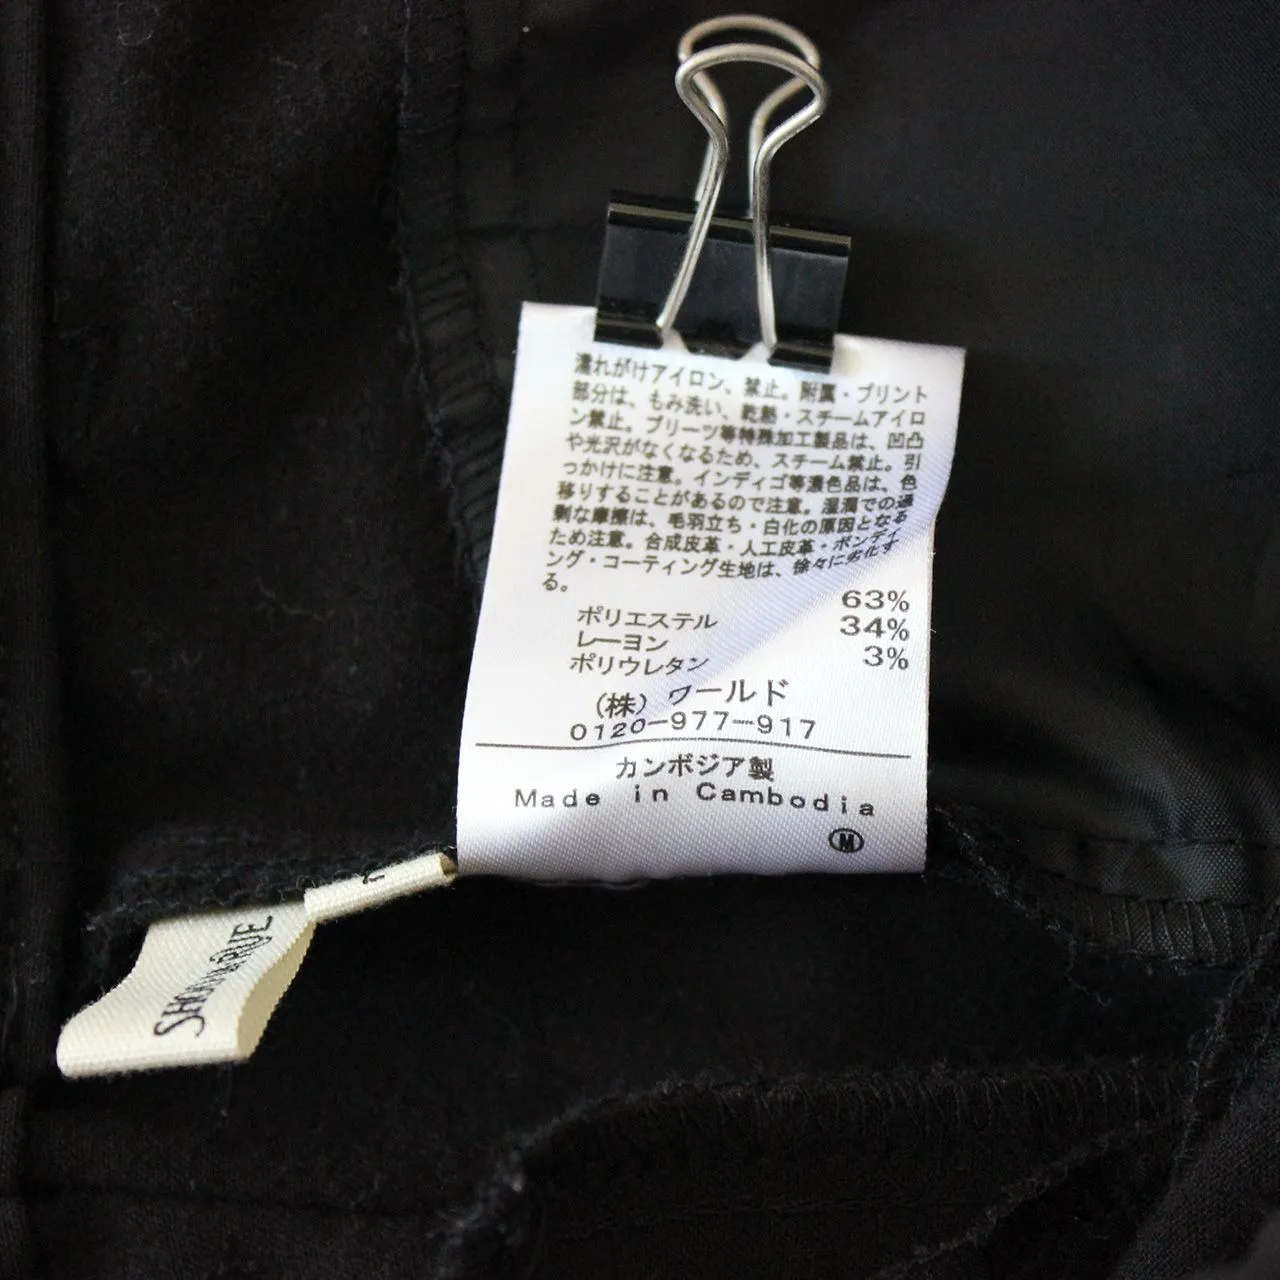 濡れがけアイロン、禁止。附属・プリント
部分は、もみ洗い、乾熱・スチームアイロ
ン禁止。プリーツ等特殊加工製品は、凹凸
や光沢がなくなるため、スチーム禁止。引
っかけに注意。インディゴ等濃色品は、色
移りすることがあるので注意。湿潤での過
剰な摩擦は、毛羽立ち・白化の原因となる
ため注意。合成皮革・人工皮革・ボンディ
ング・コーティング生地は、徐々に劣化す
る。
ポリエステル 63%
レーヨン 34%
ポリウレタン 3%
(株)ワールド
0120-977-917
カンボジア製
Made in Cambodia
Ⓜ